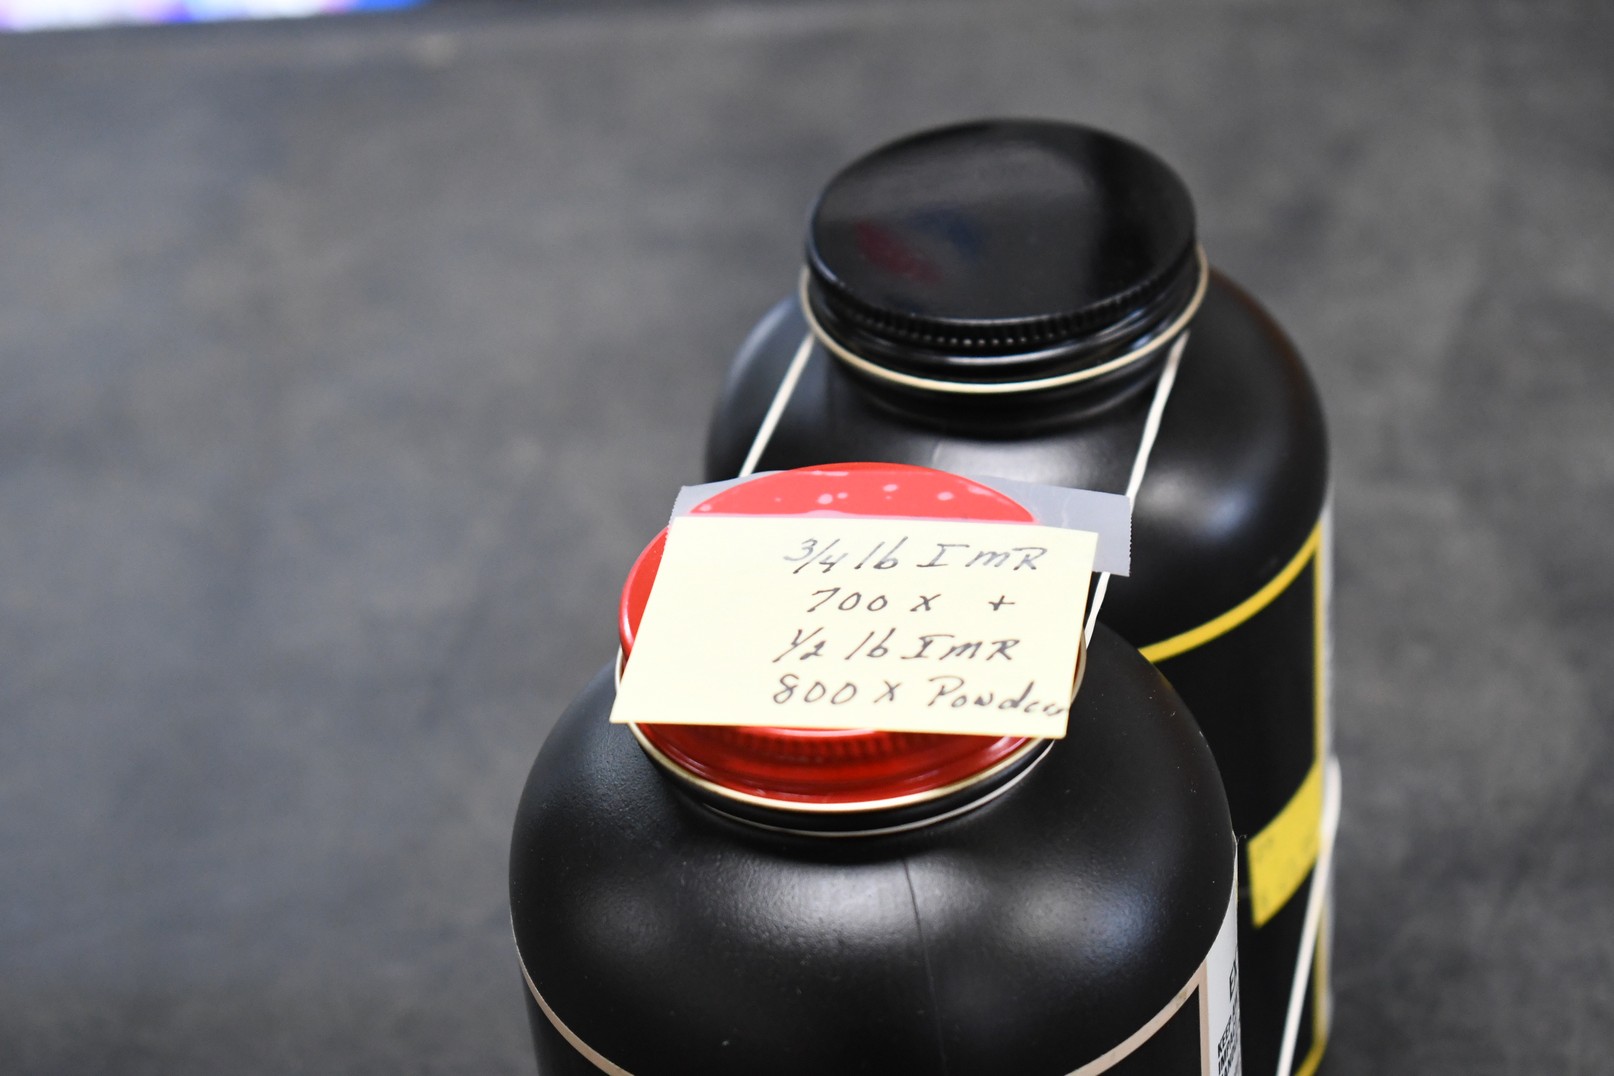 3/4 lb IMR
700 X +
1/2 lb IMR
800 X Powder